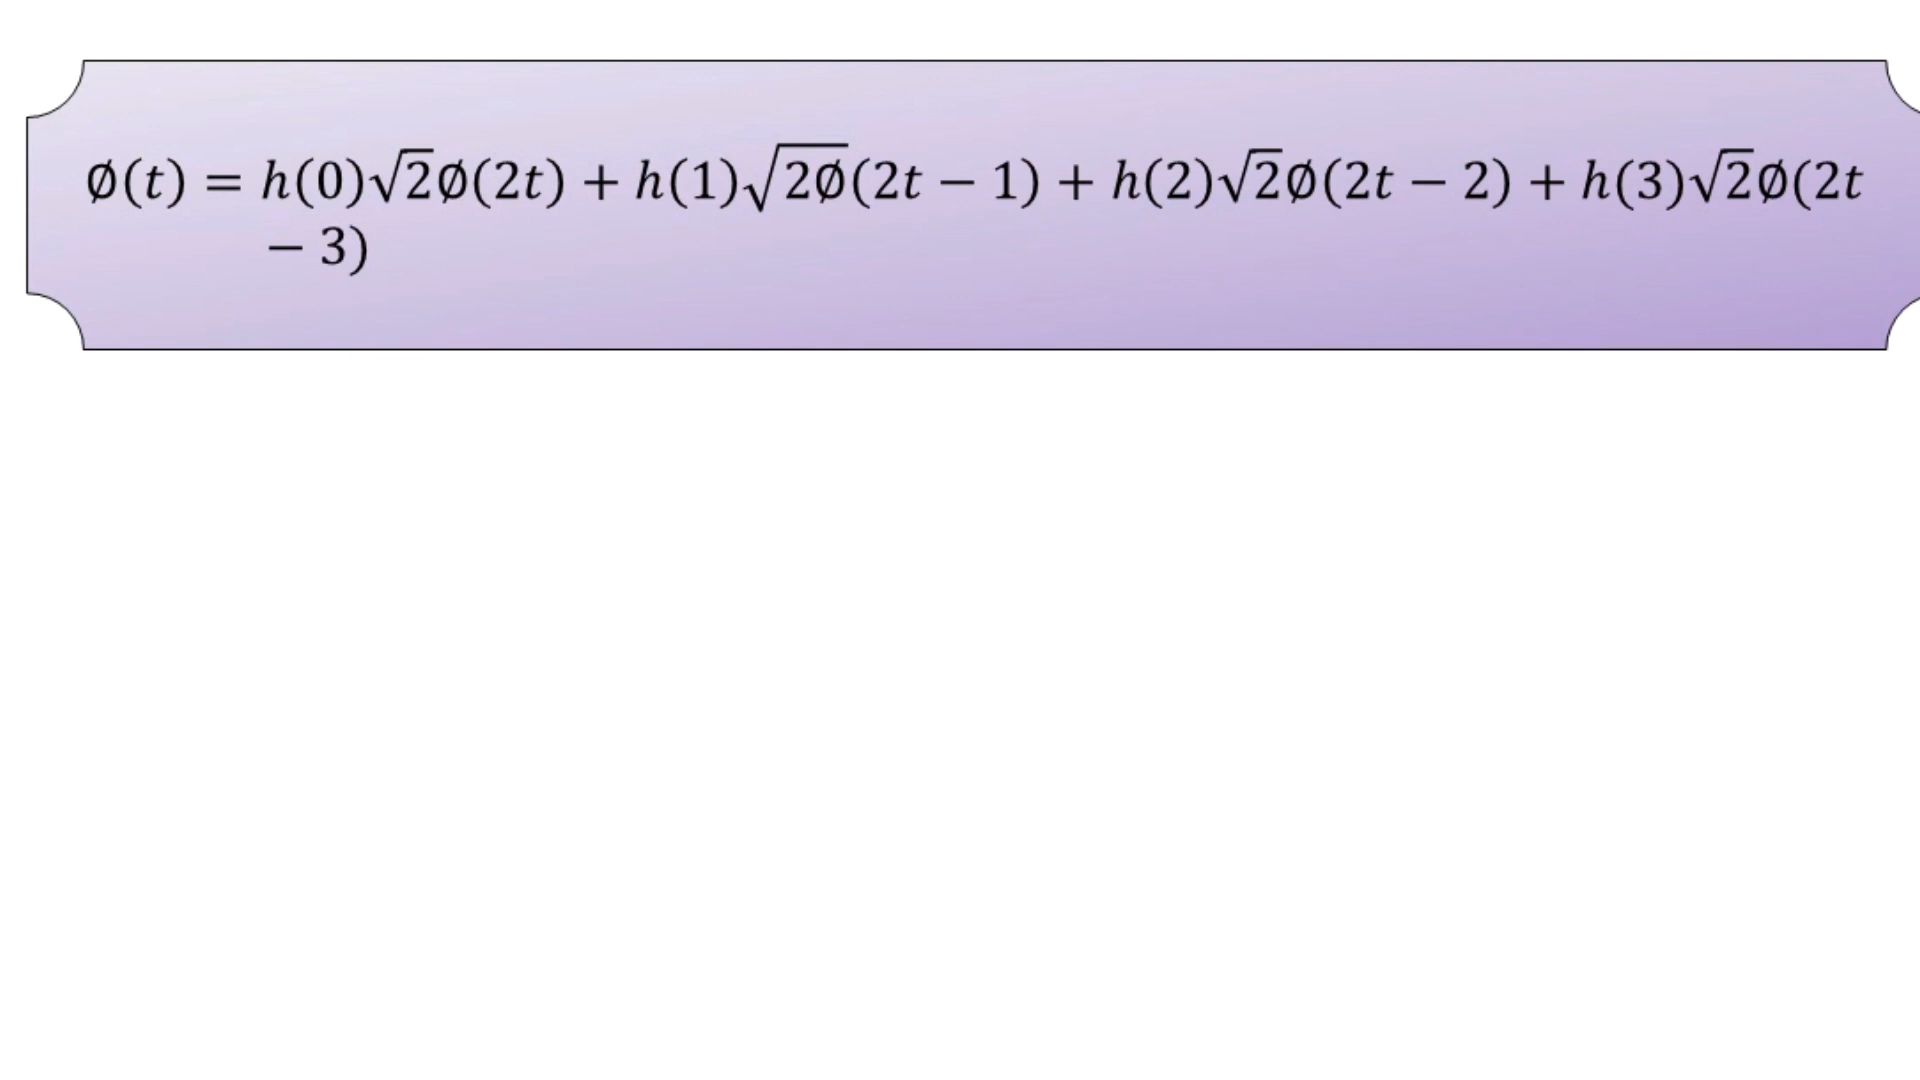 ∅(t) = h(0)√2∅(2t) + h(1)√2∅(2t − 1) + h(2)√2∅(2t − 2) + h(3)√2∅(2t
− 3)